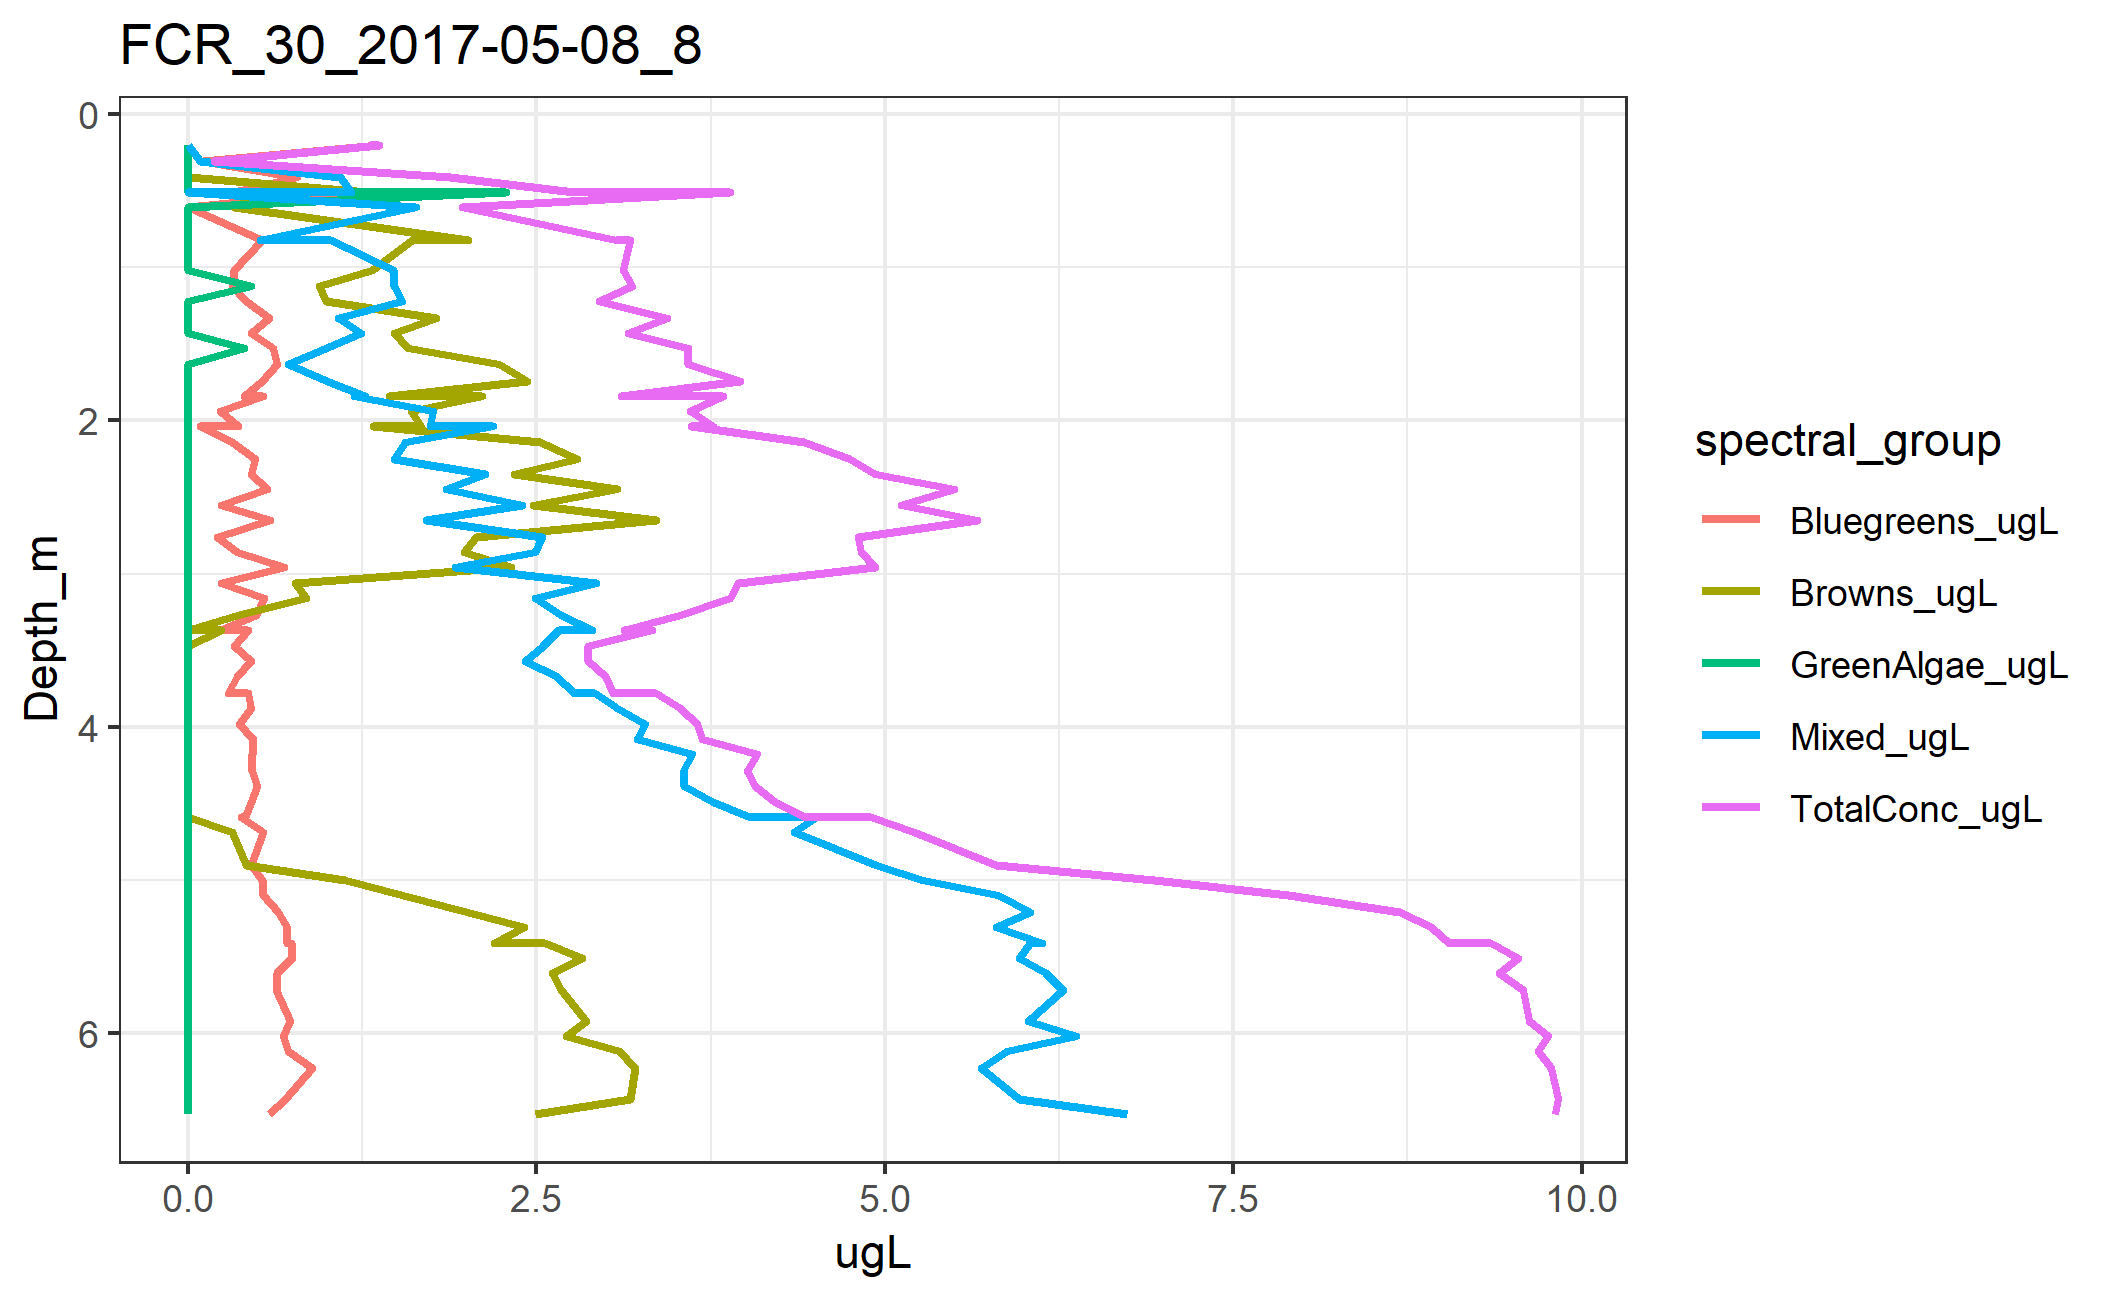 FCR_30_2017-05-08_8
0
2
4
6
Depth_m
0.0 2.5 5.0 7.5 10.0
ugL
spectral_group
Bluegreens_ugL
Browns_ugL
GreenAlgae_ugL
Mixed_ugL
TotalConc_ugL